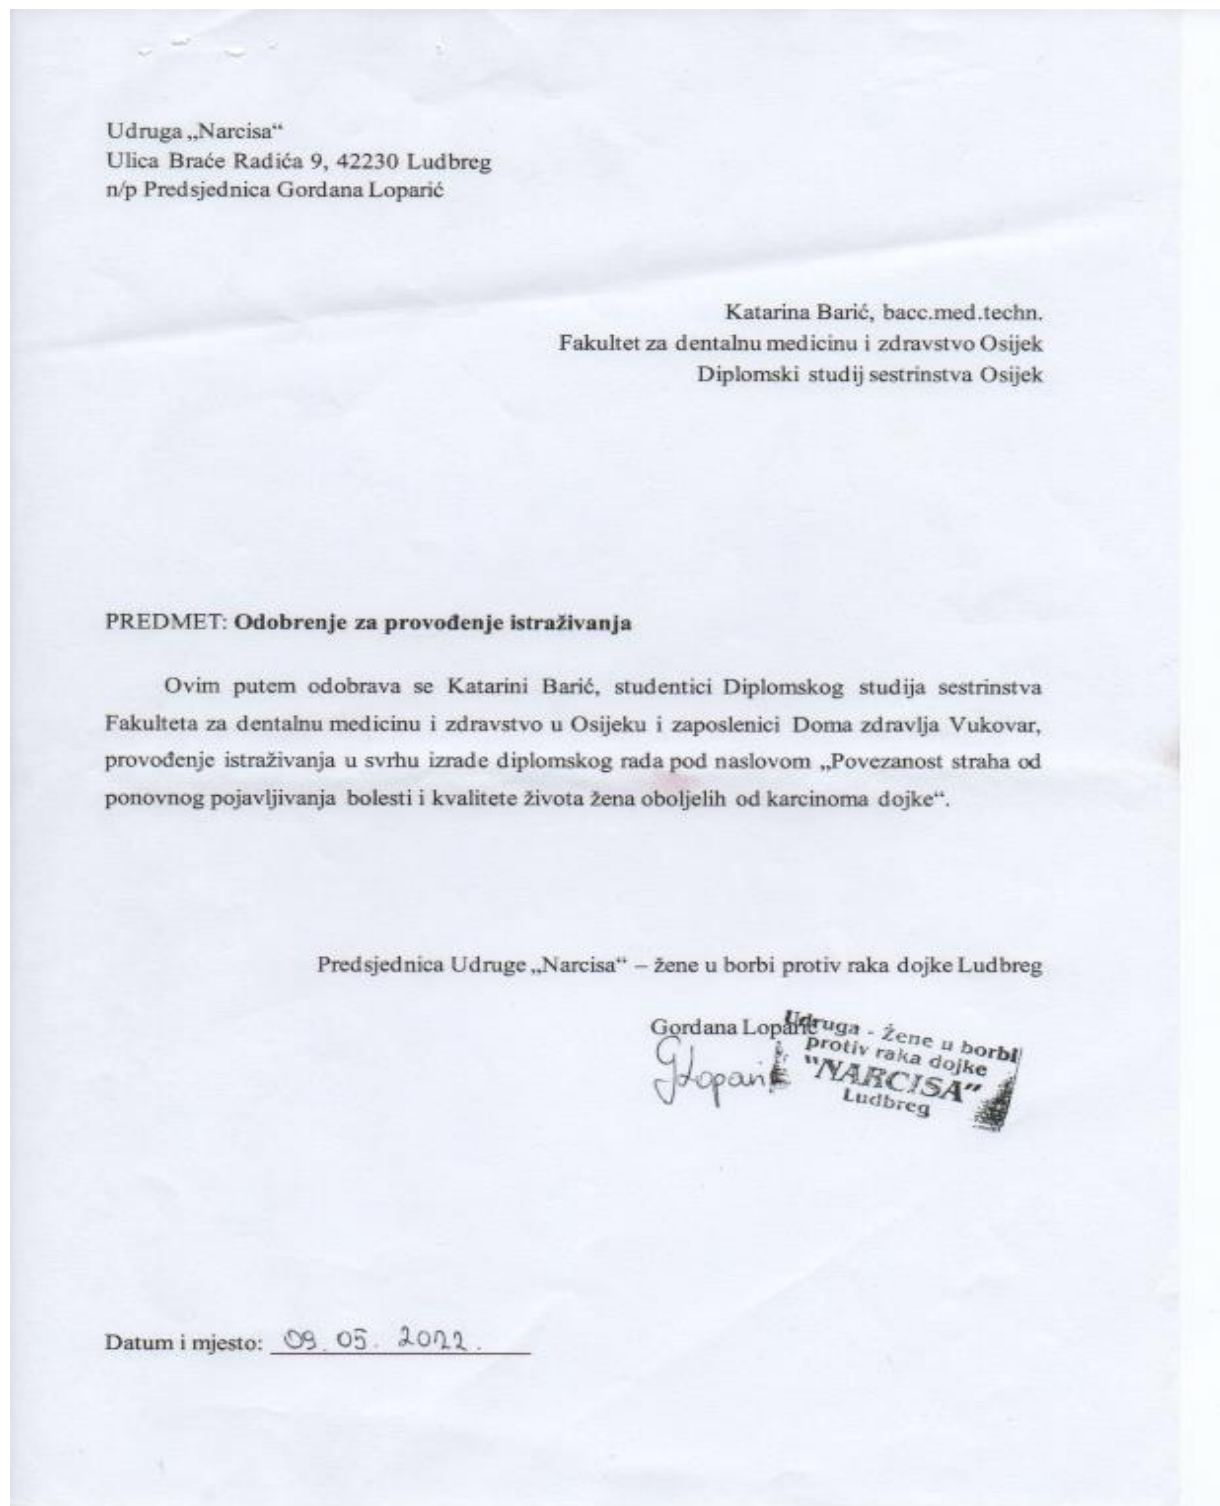 Udruga „Narcisa“
Ulica Braće Radića 9, 42230 Ludbreg
n/p Predsjednica Gordana Loparić
Katarina Barić, bacc.med.techn.
Fakultet za dentalnu medicinu i zdravstvo Osijek
Diplomski studij sestrinstva Osijek
PREDMET: Odobrenje za provođenje istraživanja
Ovim putem odobrava se Katarini Barić, studentici Diplomskog studija sestrinstva
Fakulteta za dentalnu medicinu i zdravstvo u Osijeku i zaposlenici Doma zdravlja Vukovar,
provođenje istraživanja u svrhu izrade diplomskog rada pod naslovom „Povezanost straha od
ponovnog pojavljivanja bolesti i kvalitete života žena oboljelih od karcinoma dojke“.
Predsjednica Udruge „Narcisa“ – žene u borbi protiv raka dojke Ludbreg
Gordana Loparić
GLoparić
Udruga - Žene u borbi
protiv raka dojke
"NARCISA"
Ludbreg
Datum i mjesto: 09. 05. 2022.